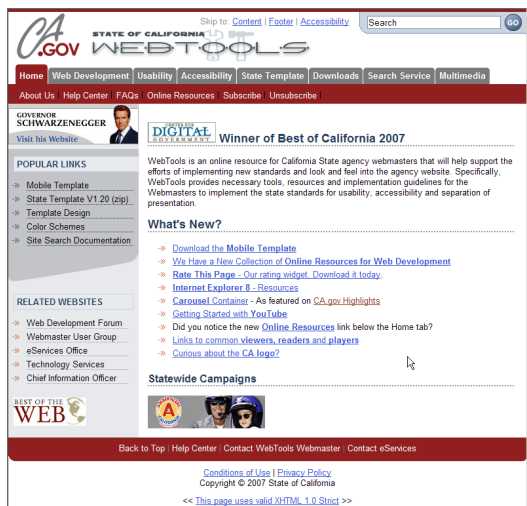 Skip to: Content | Footer | Accessibility
Search
GO
CA
.GOV
STATE OF CALIFORNIA
WEBTOOLS
Home Web Development Usability Accessibility State Template Downloads Search Service Multimedia
About Us | Help Center | FAQs | Online Resources | Subscribe | Unsubscribe |
GOVERNOR
SCHWARZENEGGER
Visit his Website
POPULAR LINKS
Mobile Template
State Template V1.20 (zip)
Template Design
Color Schemes
Site Search Documentation
RELATED WEBSITES
Web Development Forum
Webmaster User Group
eServices Office
Technology Services
Chief Information Officer
BEST OF THE
WEB
CENTER FOR
DIGITAL
GOVERNMENT
Winner of Best of California 2007
WebTools is an online resource for California State agency webmasters that will help support the
efforts of implementing new standards and look and feel into the agency website. Specifically,
WebTools provides necessary tools, resources and implementation guidelines for the
Webmasters to implement the state standards for usability, accessibility and separation of
presentation.
What's New?
Download the Mobile Template
We Have a New Collection of Online Resources for Web Development
Rate This Page - Our rating widget. Download it today.
Internet Explorer 8 - Resources
Carousel Container - As featured on CA.gov Highlights
Getting Started with YouTube
Did you notice the new Online Resources link below the Home tab?
Links to common viewers, readers and players
Curious about the CA logo?
Statewide Campaigns
Back to Top | Help Center | Contact WebTools Webmaster | Contact eServices
Conditions of Use | Privacy Policy
Copyright © 2007 State of California
<< This page uses valid XHTML 1.0 Strict >>